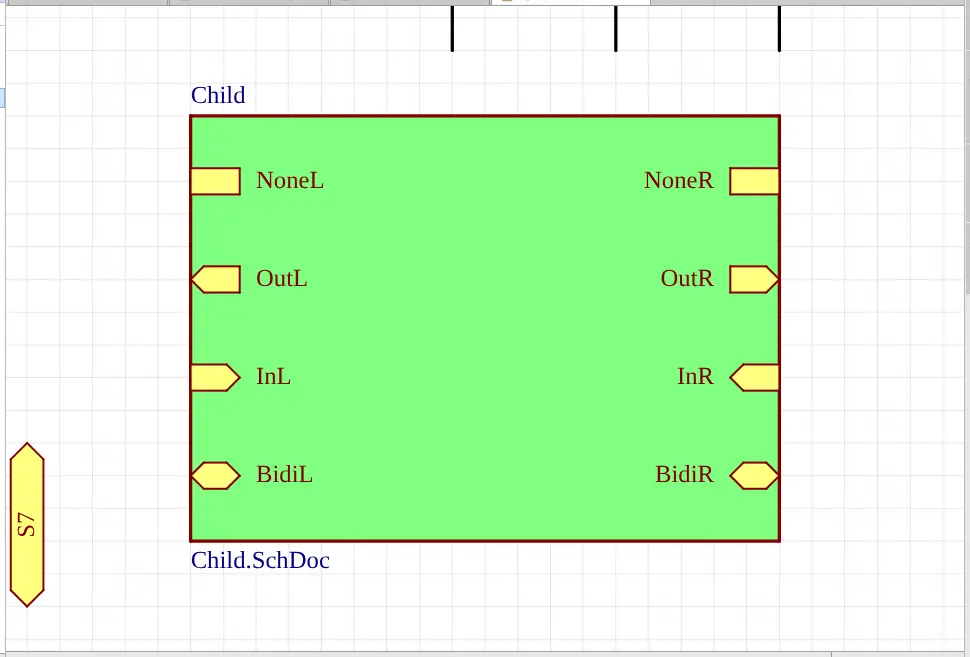 Child
NoneL
NoneR
OutL
OutR
InL
InR
BidiL
BidiR
S7
Child.SchDoc